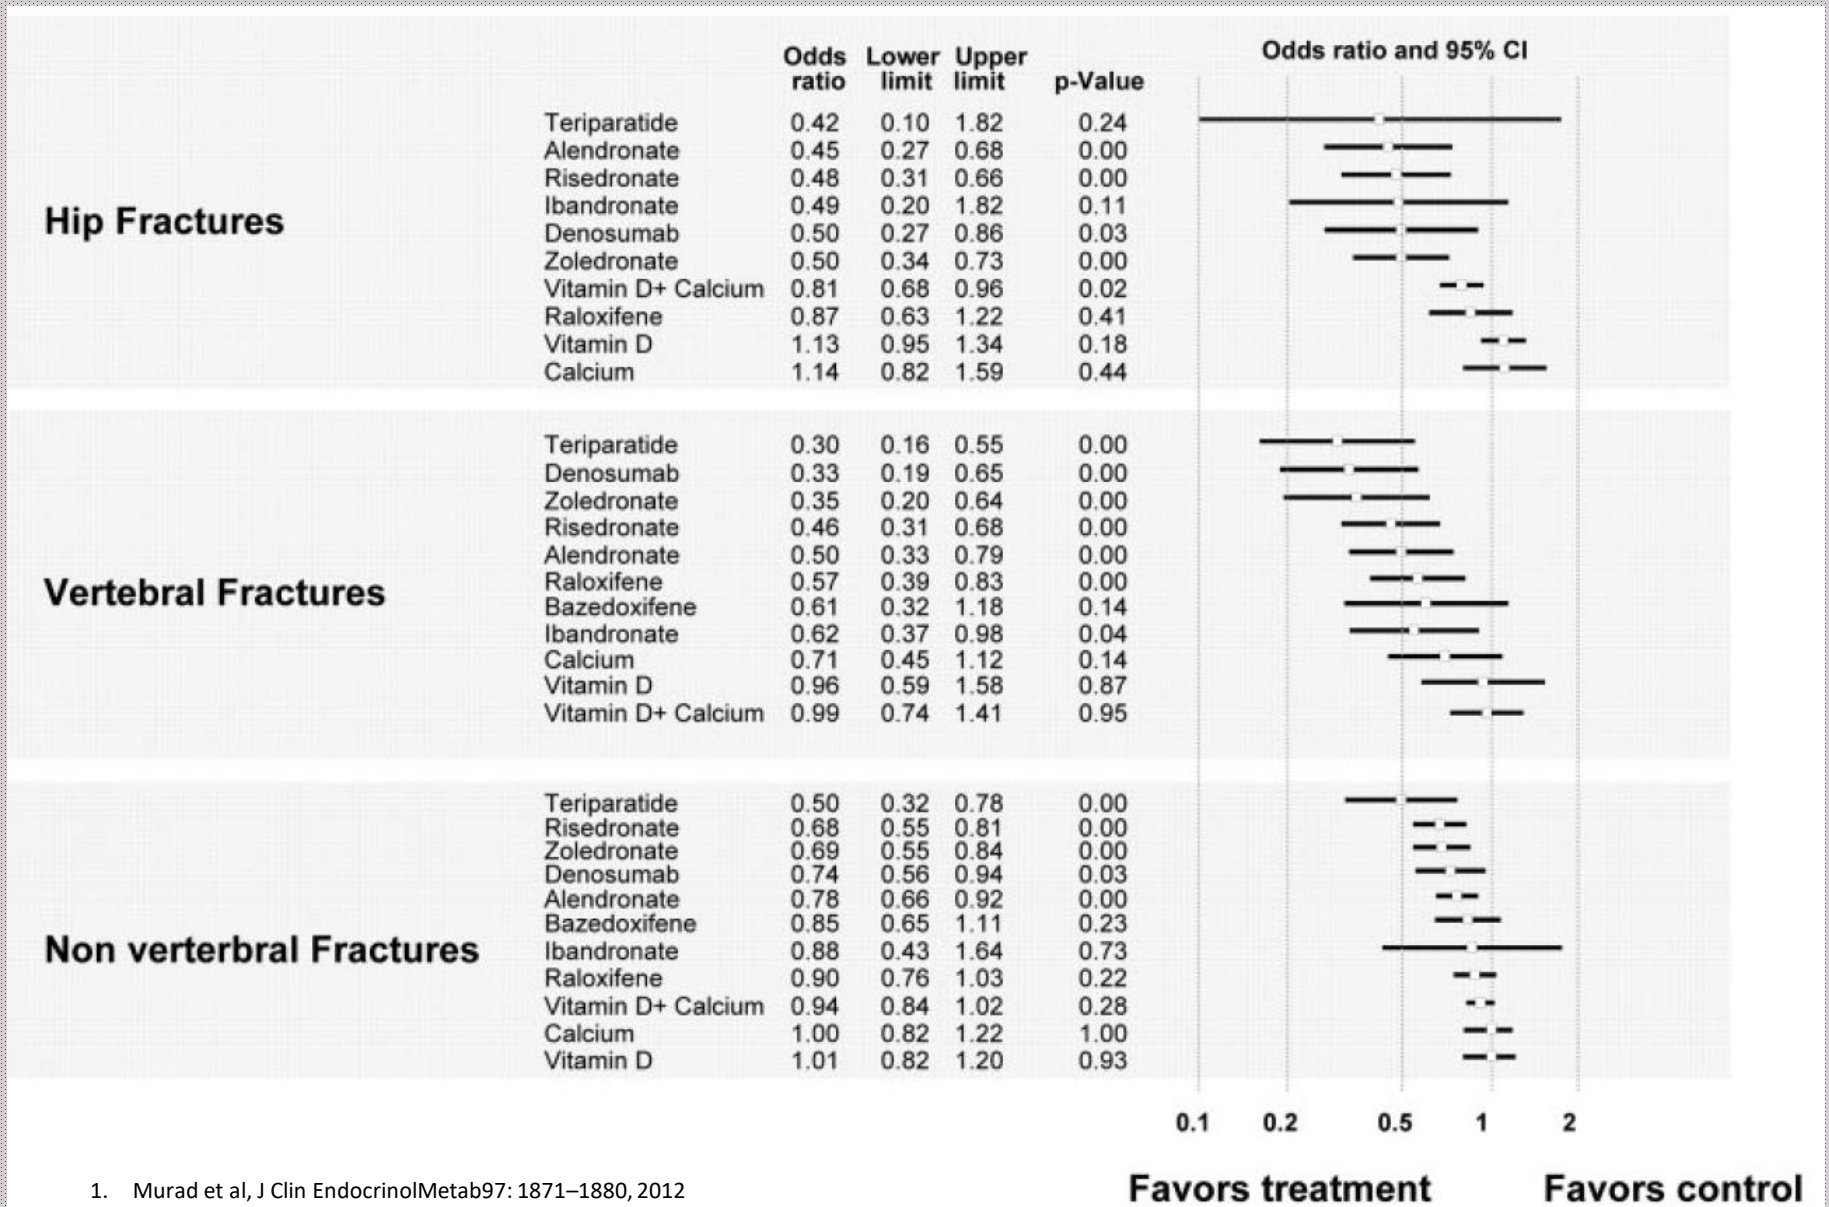 Odds ratio and 95% CI
Odds Lower Upper
ratio limit limit p-Value
Hip Fractures
Teriparatide 0.42 0.10 1.82 0.24
Alendronate 0.45 0.27 0.68 0.00
Risedronate 0.48 0.31 0.66 0.00
Ibandronate 0.49 0.20 1.82 0.11
Denosumab 0.50 0.27 0.86 0.03
Zoledronate 0.50 0.34 0.73 0.00
Vitamin D+ Calcium 0.81 0.68 0.96 0.02
Raloxifene 0.87 0.63 1.22 0.41
Vitamin D 1.13 0.95 1.34 0.18
Calcium 1.14 0.82 1.59 0.44
Vertebral Fractures
Teriparatide 0.30 0.16 0.55 0.00
Denosumab 0.33 0.19 0.65 0.00
Zoledronate 0.35 0.20 0.64 0.00
Risedronate 0.46 0.31 0.68 0.00
Alendronate 0.50 0.33 0.79 0.00
Raloxifene 0.57 0.39 0.83 0.00
Bazedoxifene 0.61 0.32 1.18 0.14
Ibandronate 0.62 0.37 0.98 0.04
Calcium 0.71 0.45 1.12 0.14
Vitamin D 0.96 0.59 1.58 0.87
Vitamin D+ Calcium 0.99 0.74 1.41 0.95
Non verterbral Fractures
Teriparatide 0.50 0.32 0.78 0.00
Risedronate 0.68 0.55 0.81 0.00
Zoledronate 0.69 0.55 0.84 0.00
Denosumab 0.74 0.56 0.94 0.03
Alendronate 0.78 0.66 0.92 0.00
Bazedoxifene 0.85 0.65 1.11 0.23
Ibandronate 0.88 0.43 1.64 0.73
Raloxifene 0.90 0.76 1.03 0.22
Vitamin D+ Calcium 0.94 0.84 1.02 0.28
Calcium 1.00 0.82 1.22 1.00
Vitamin D 1.01 0.82 1.20 0.93
0.1 0.2 0.5 1 2
Favors treatment Favors control
1. Murad et al, J Clin EndocrinolMetab97: 1871–1880, 2012